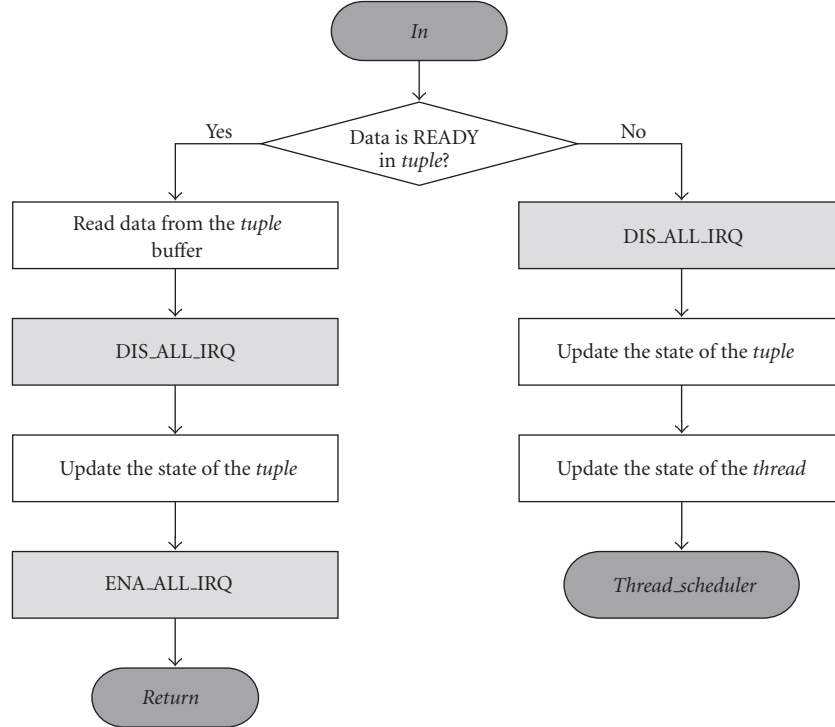 In
Data is READY
in tuple?
Yes
No
Read data from the tuple
buffer
DIS_ALL_IRQ
Update the state of the tuple
ENA_ALL_IRQ
Return
DIS_ALL_IRQ
Update the state of the tuple
Update the state of the thread
Thread_scheduler